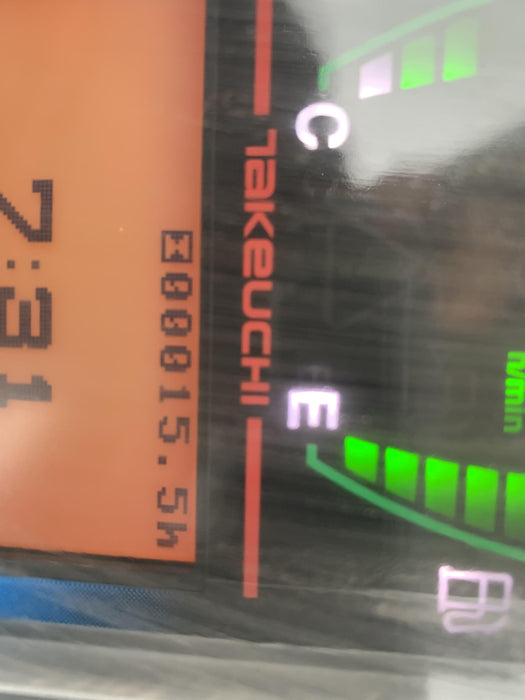 n/min
C E
TAKEUCHI
00015.5h
7:31